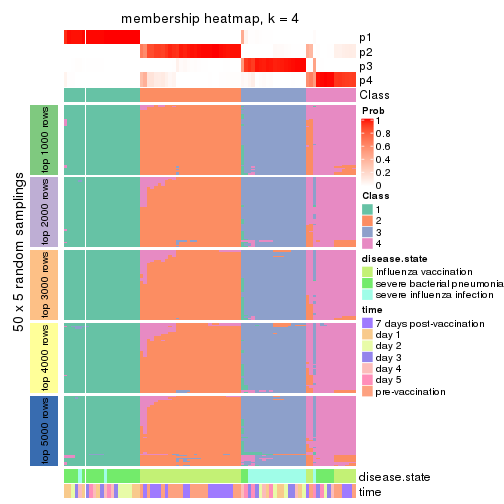 membership heatmap, k = 4
p1
p2
p3
p4
Class
50 x 5 random samplings
top 1000 rows
top 2000 rows
top 3000 rows
top 4000 rows
top 5000 rows
Prob
1
0.8
0.6
0.4
0.2
0
Class
1
2
3
4
disease.state
influenza vaccination
severe bacterial pneumonia
severe influenza infection
time
7 days post-vaccination
day 1
day 2
day 3
day 4
day 5
pre-vaccination
disease.state
time